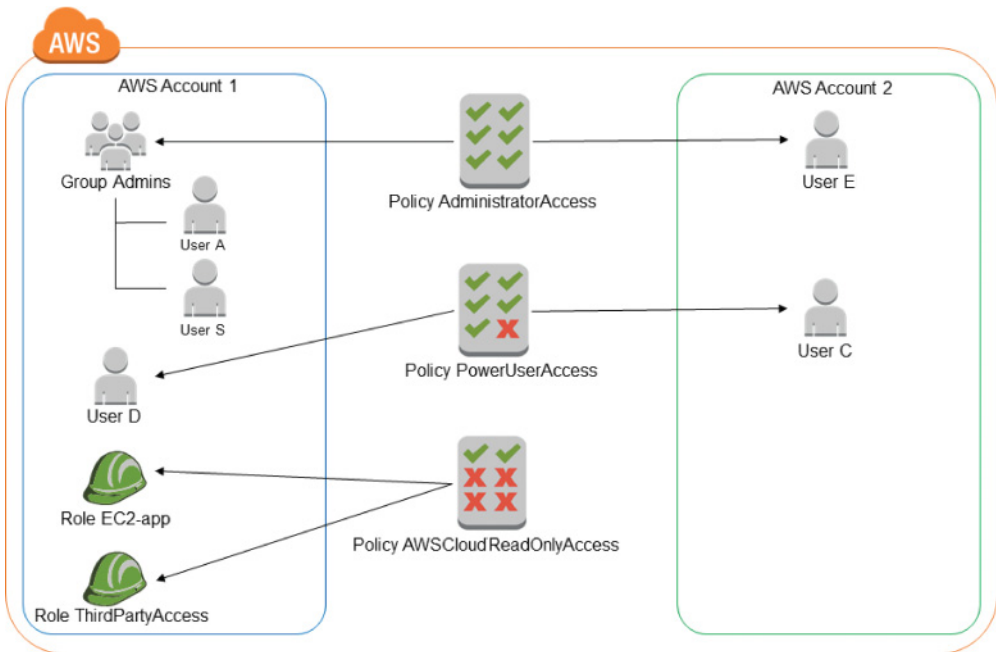 AWS
AWS Account 1
AWS Account 2
Group Admins
User A
User S
User D
Role EC2-app
Role ThirdPartyAccess
Policy AdministratorAccess
Policy PowerUserAccess
Policy AWSCloudReadOnlyAccess
User E
User C